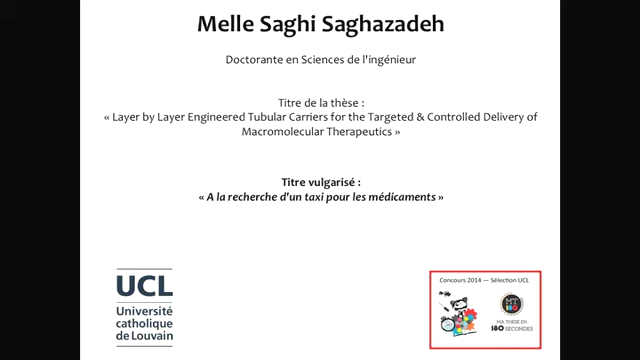 Melle Saghi Saghazadeh
Doctorante en Sciences de l'ingénieur
Titre de la thèse :
« Layer by Layer Engineered Tubular Carriers for the Targeted & Controlled Delivery of
Macromolecular Therapeutics »
Titre vulgarisé :
« A la recherche d'un taxi pour les médicaments »
UCL
Université
catholique
de Louvain
Concours 2014 — Sélection UCL
MT
180
MA THÈSE EN
180 SECONDES